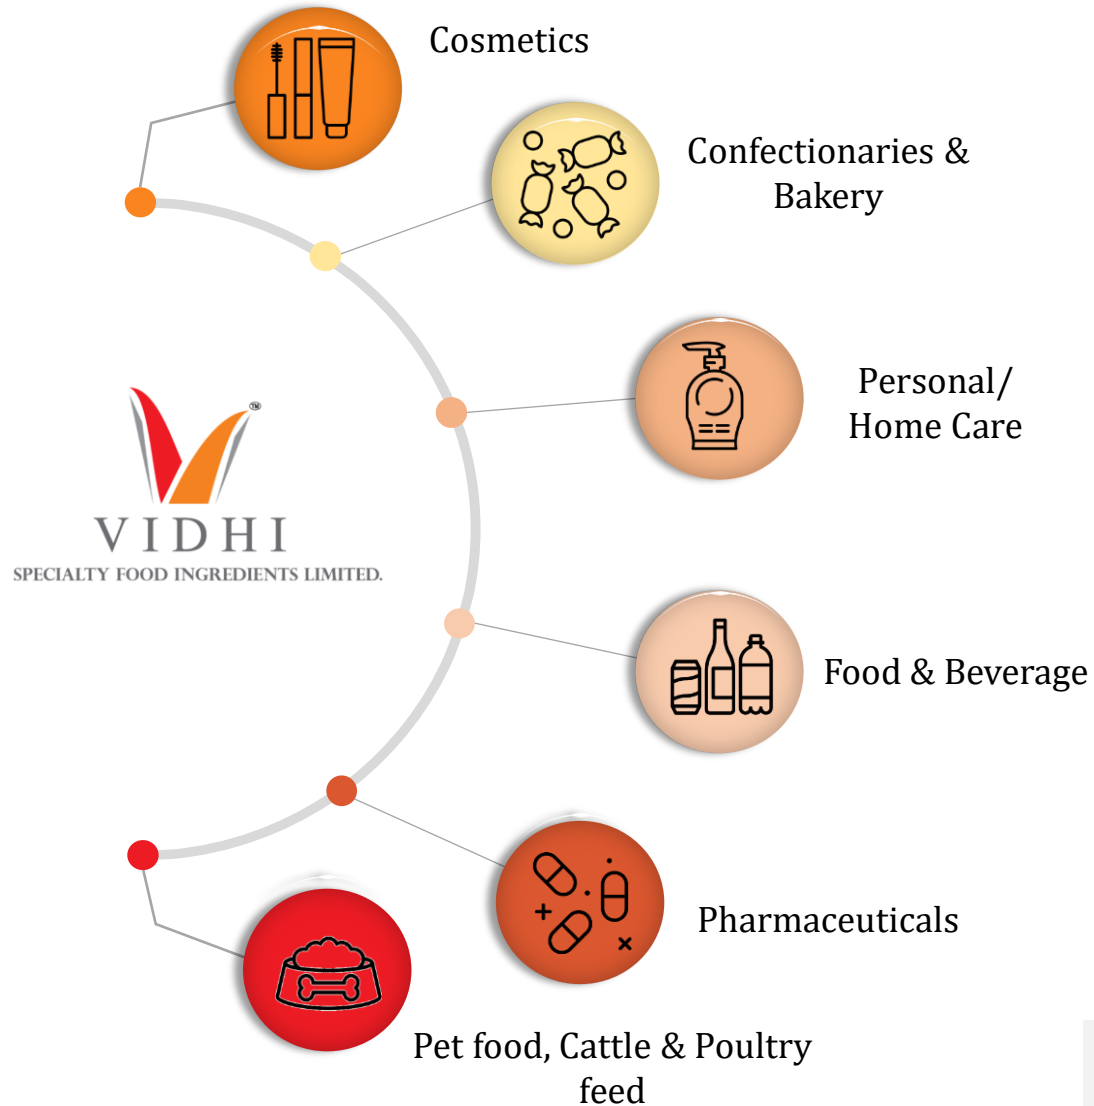 Cosmetics
Confectionaries &
Bakery
Personal/
Home Care
TM
VIDHI
SPECIALTY FOOD INGREDIENTS LIMITED.
Food & Beverage
Pharmaceuticals
Pet food, Cattle & Poultry
feed